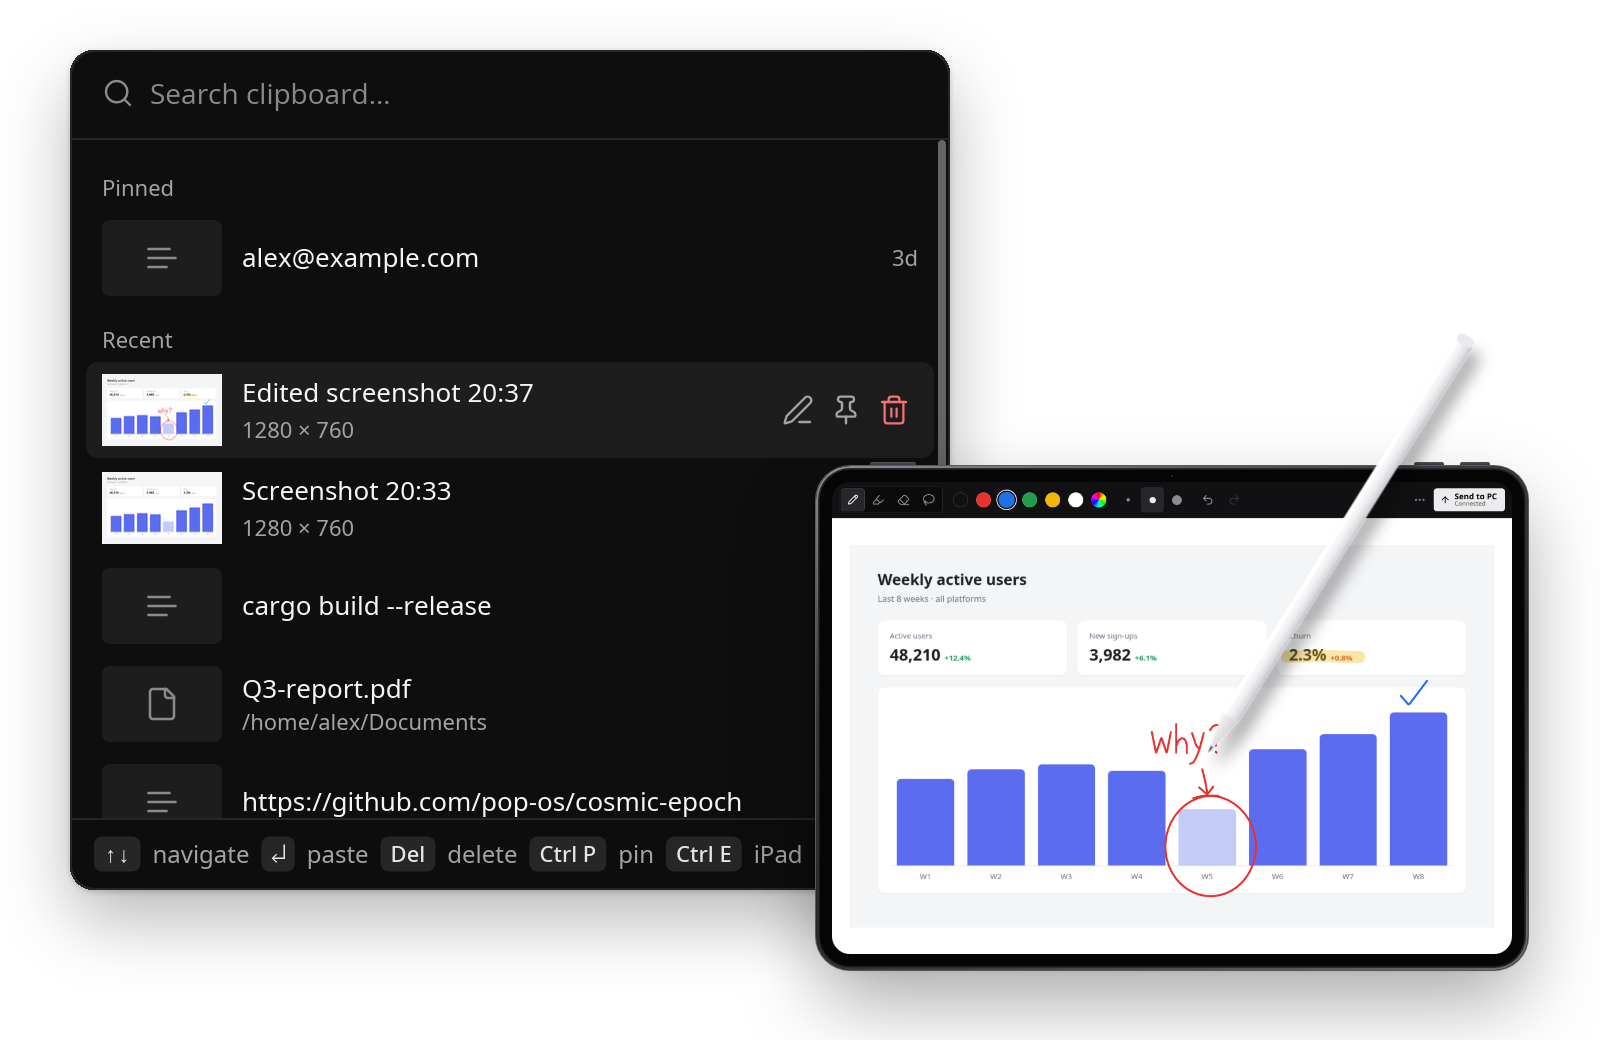 Search clipboard...
Pinned
alex@example.com
3d
Recent
Edited screenshot 20:37
1280 × 760
Screenshot 20:33
1280 × 760
cargo build --release
Q3-report.pdf
/home/alex/Documents
https://github.com/pop-os/cosmic-epoch
↑↓ navigate ↲ paste Del delete Ctrl P pin Ctrl E iPad
Send to PC
Connected
Weekly active users
Last 8 weeks · all platforms
Active users
48,210 +12.4%
New sign-ups
3,982 +6.1%
2.3% +0.8%
why?
W1 W2 W3 W4 W5 W6 W7 W8